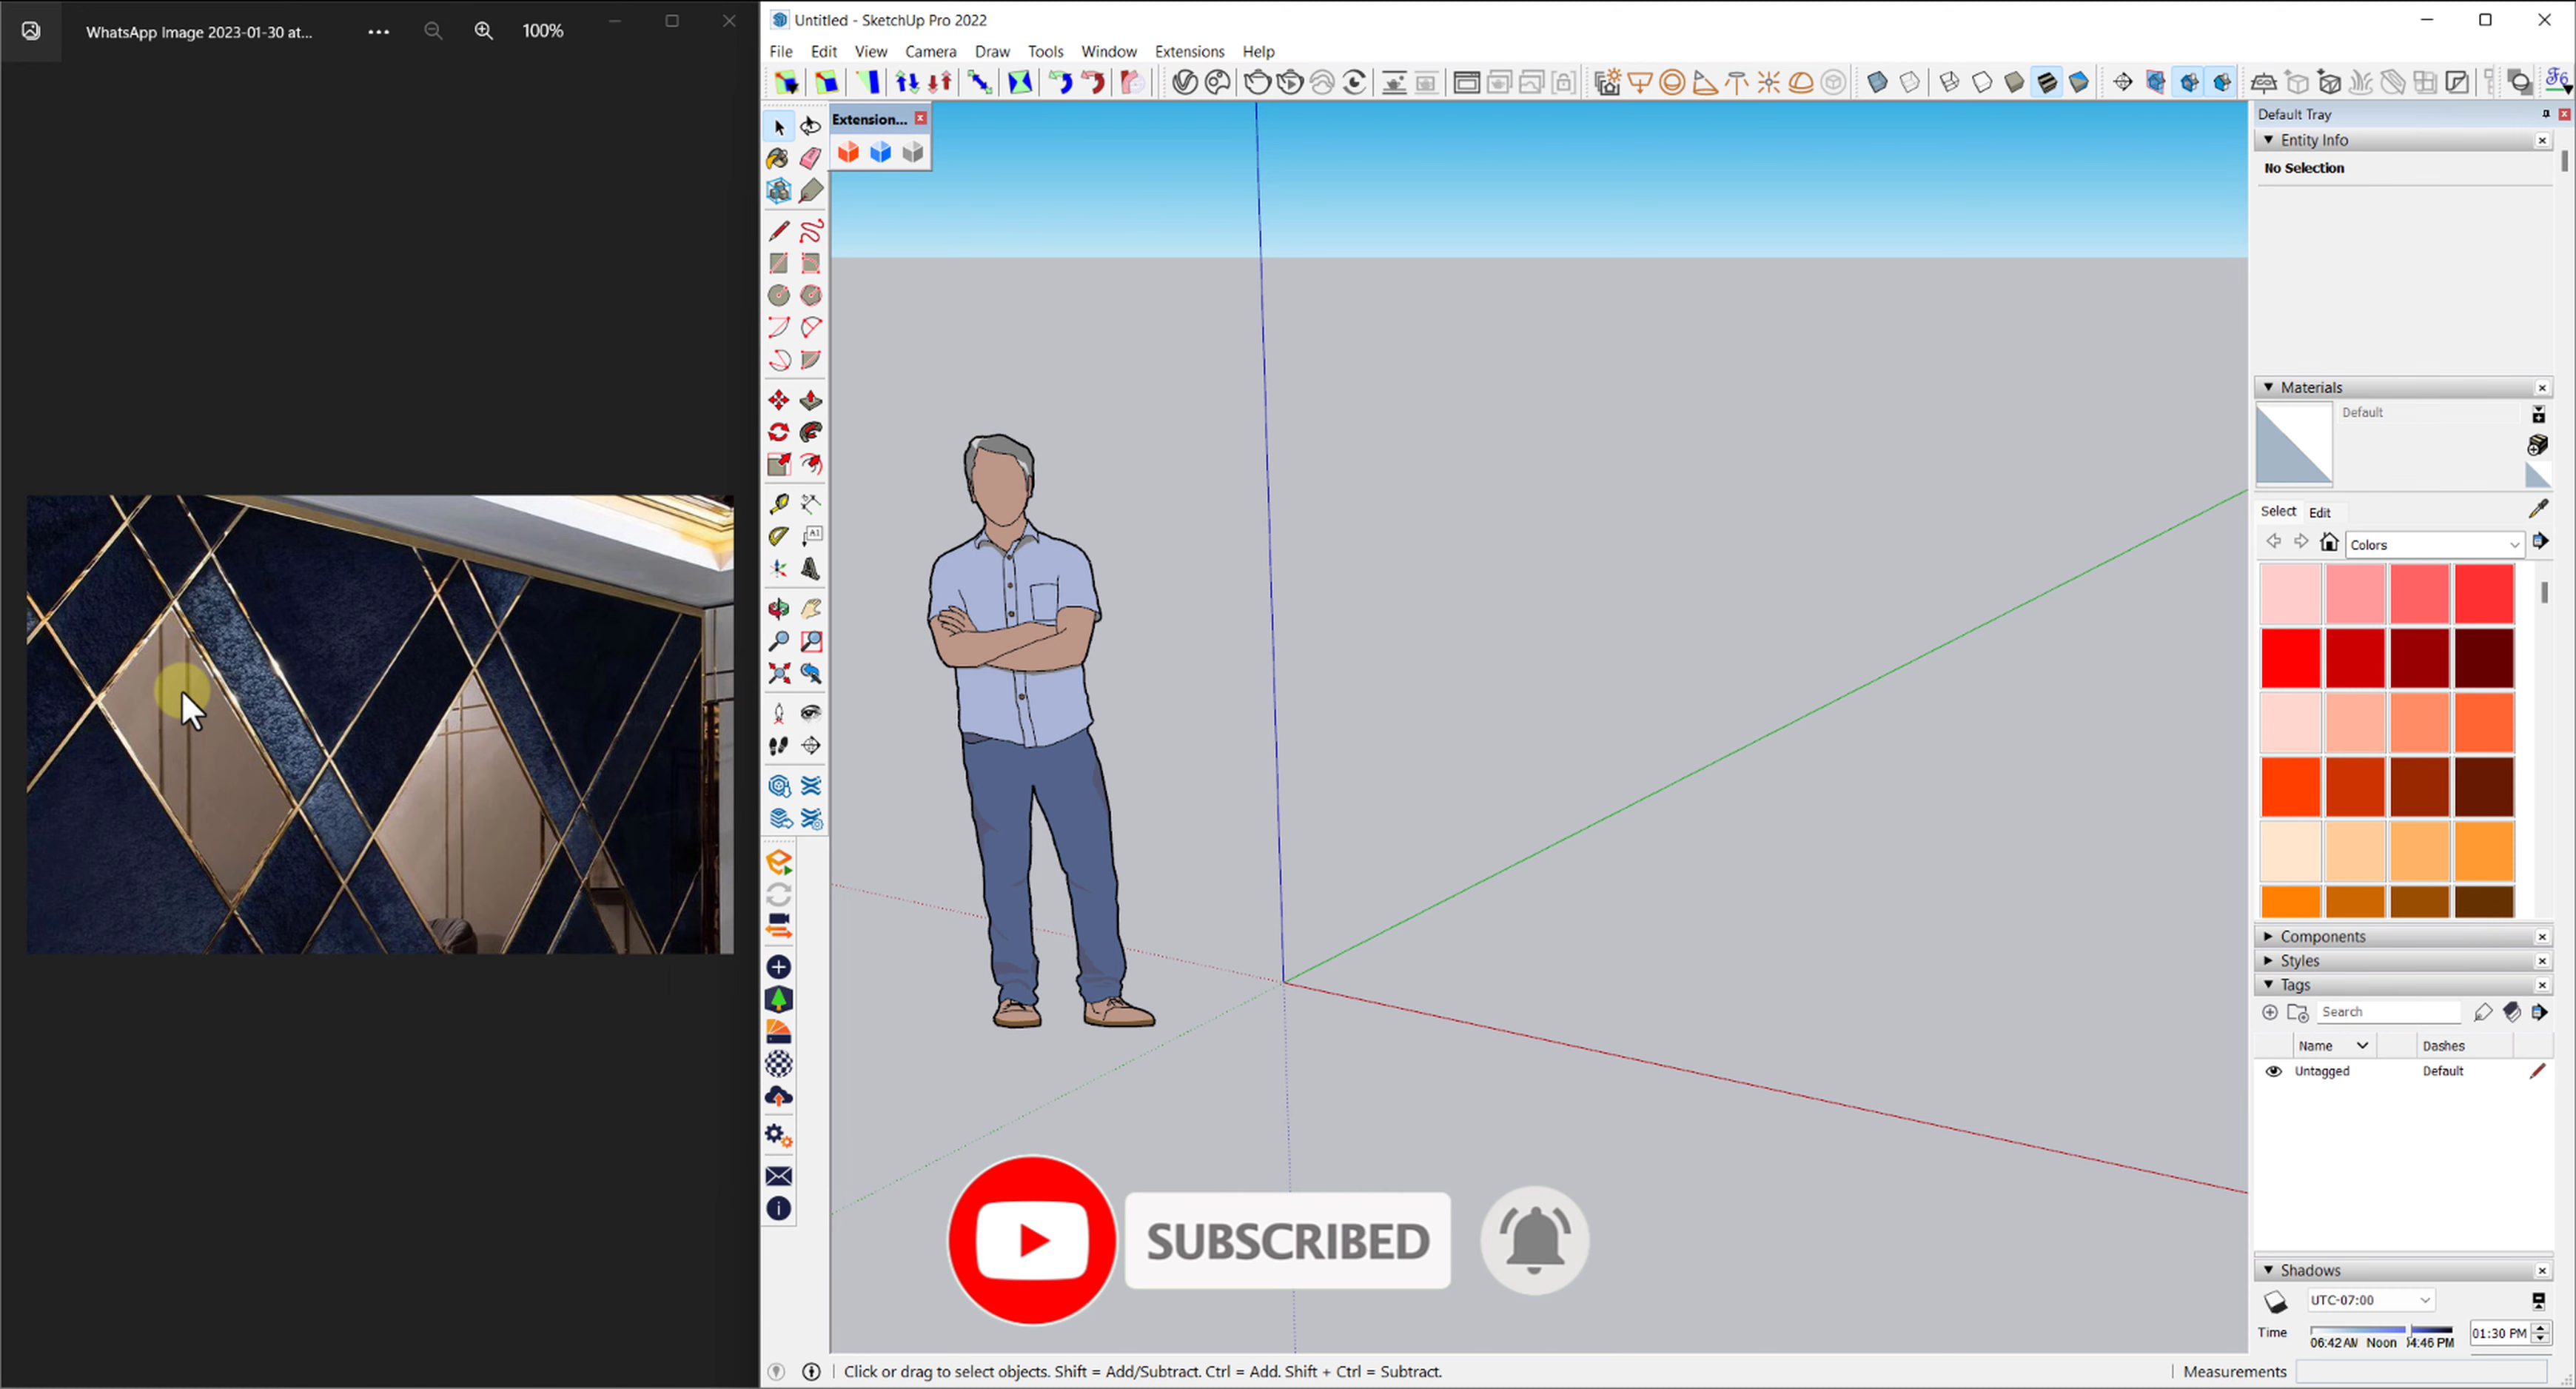 WhatsApp Image 2023-01-30 at...
100%
Untitled - SketchUp Pro 2022
File Edit View Camera Draw Tools Window Extensions Help
Extension...
Default Tray
Entity Info
No Selection
Materials
Default
Select Edit
Colors
Components
Styles
Tags
Search
Name Dashes
Untagged Default
SUBSCRIBED
Shadows
UTC-07:00
Time 01:30 PM
06:42 AM Noon 4:46 PM
Click or drag to select objects. Shift = Add/Subtract. Ctrl = Add. Shift + Ctrl = Subtract.
Measurements